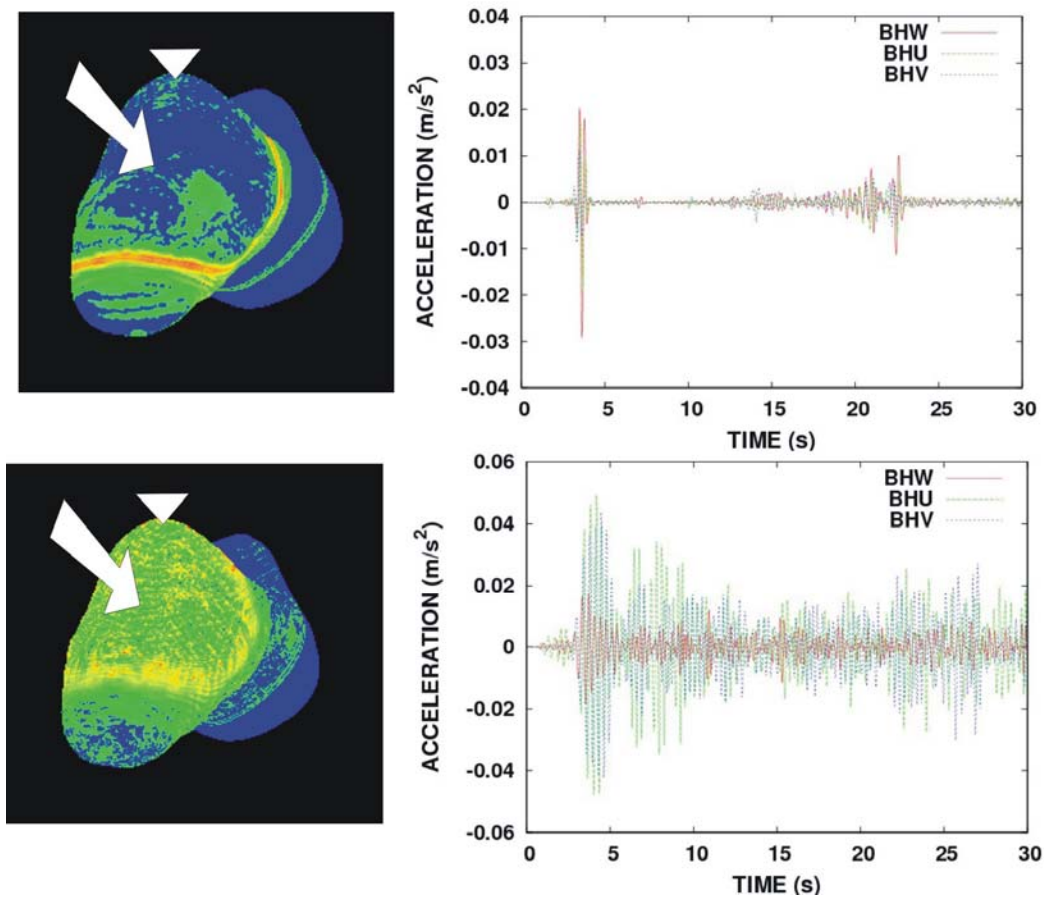 0.04
0.03
0.02
0.01
0
-0.01
-0.02
-0.03
-0.04
ACCELERATION (m/s²)
BHW
BHU
BHV
0 5 10 15 20 25 30
TIME (s)
0.06
0.04
0.02
0
-0.02
-0.04
-0.06
ACCELERATION (m/s²)
BHW
BHU
BHV
0 5 10 15 20 25 30
TIME (s)